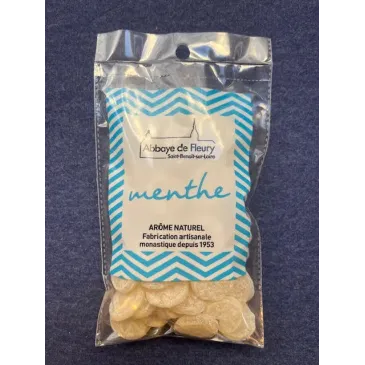 Abbaye de Fleury
Saint-Benoît-sur-Loire
menthe
ARÔME NATUREL
Fabrication artisanale
monastique depuis 1953